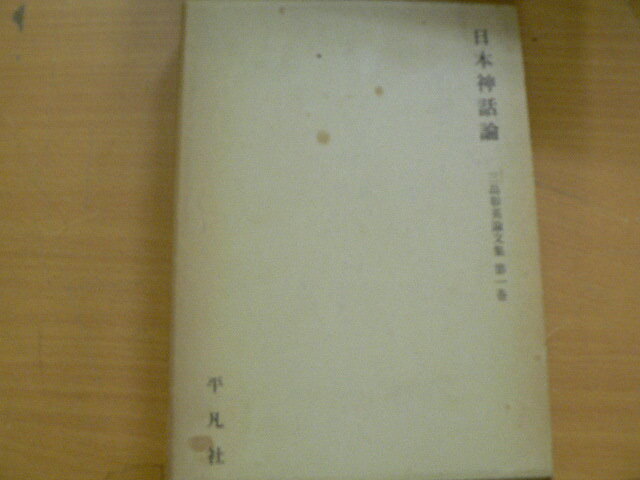 日本神話論
三品彰英論文集 第一巻
平凡社